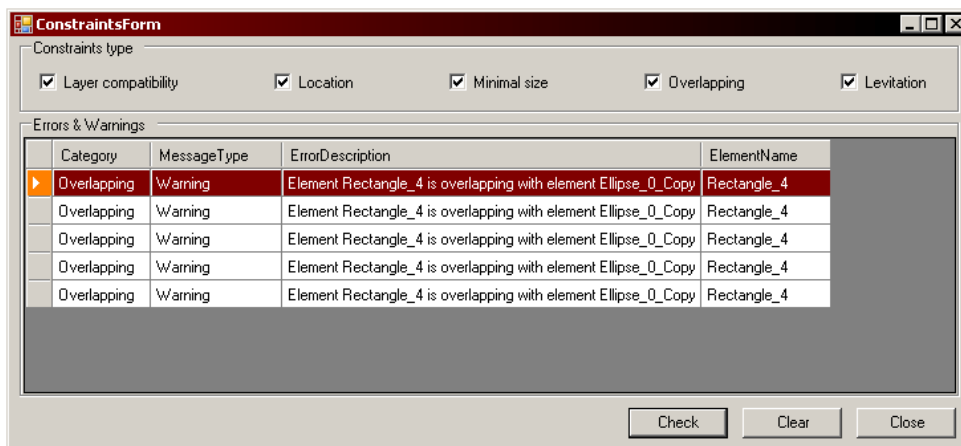 ConstraintsForm
Constraints type
Layer compatibility Location Minimal size Overlapping Levitation
Errors & Warnings
Category MessageType ErrorDescription ElementName
Overlapping Warning Element Rectangle_4 is overlapping with element Ellipse_0_Copy Rectangle_4
Overlapping Warning Element Rectangle_4 is overlapping with element Ellipse_0_Copy Rectangle_4
Overlapping Warning Element Rectangle_4 is overlapping with element Ellipse_0_Copy Rectangle_4
Overlapping Warning Element Rectangle_4 is overlapping with element Ellipse_0_Copy Rectangle_4
Overlapping Warning Element Rectangle_4 is overlapping with element Ellipse_0_Copy Rectangle_4
Check Clear Close